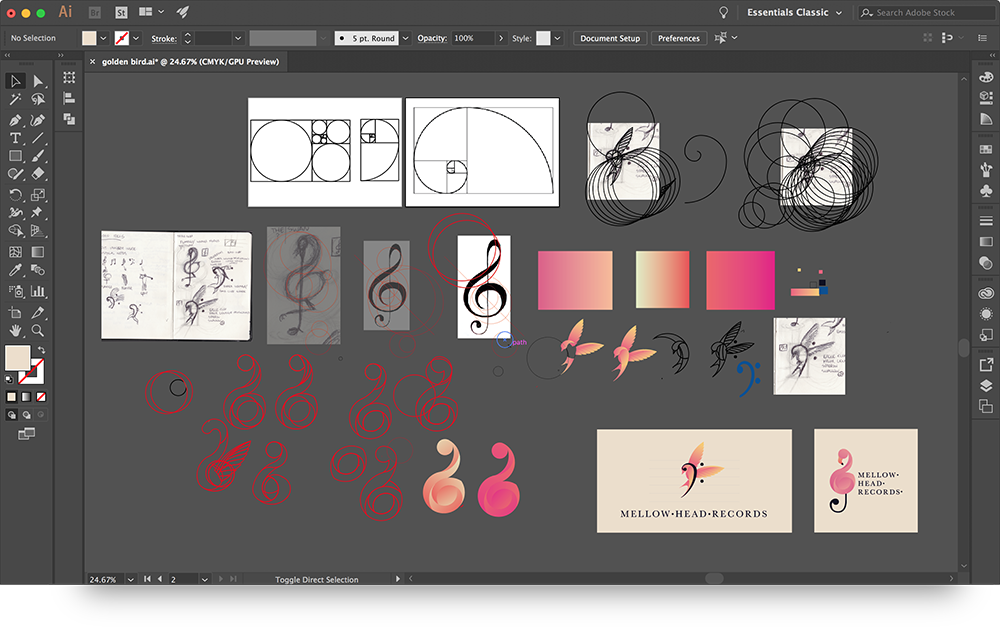 Ai
Br
St
Essentials Classic
Search Adobe Stock
No Selection
Stroke:
5 pt. Round
Opacity:
100%
Style:
Document Setup
Preferences
× golden bird.ai* @ 24.67% (CMYK/GPU Preview)
path
MELLOW•HEAD•RECORDS
MELLOW•
HEAD•
RECORDS•
24.67%
2
Toggle Direct Selection